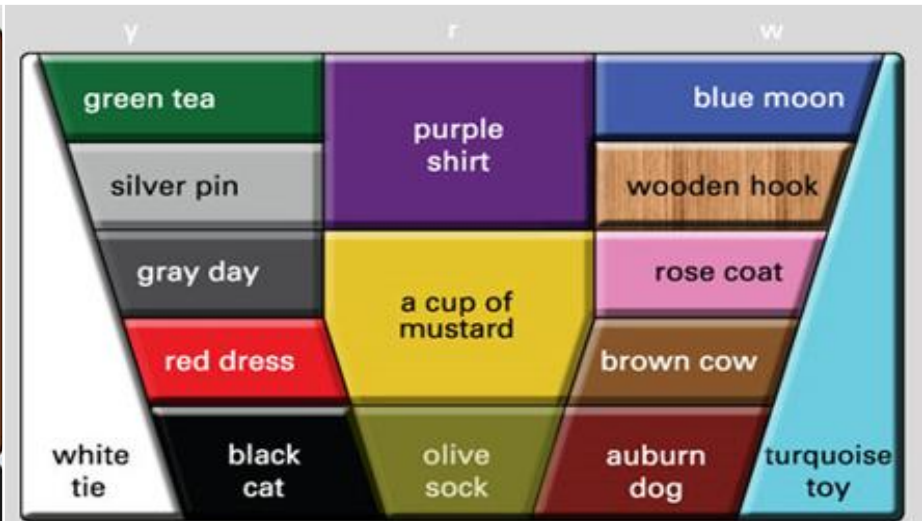 y r w
green tea
purple
shirt
blue moon
silver pin
wooden hook
gray day
a cup of
mustard
rose coat
red dress
brown cow
white
tie
black
cat
olive
sock
auburn
dog
turquoise
toy